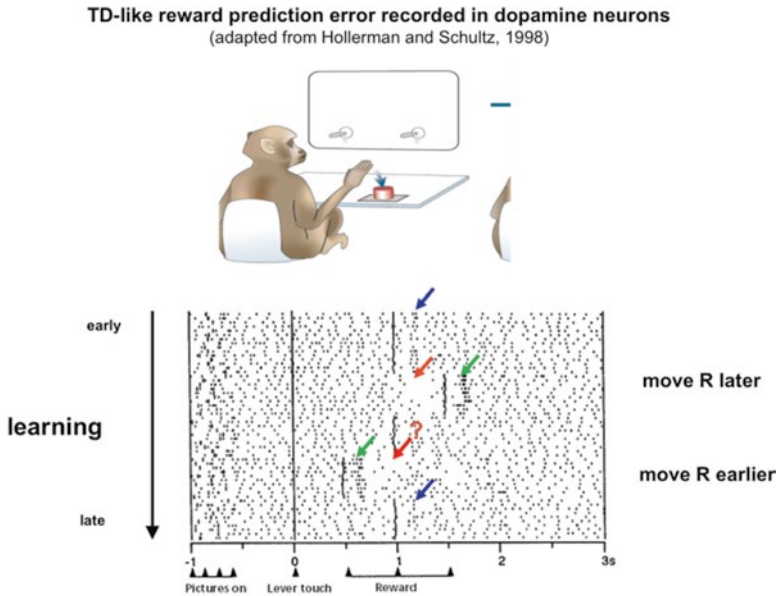 TD-like reward prediction error recorded in dopamine neurons
(adapted from Hollerman and Schultz, 1998)
early
move R later
learning
?
move R earlier
late
-1 0 1 2 3s
Pictures on Lever touch Reward